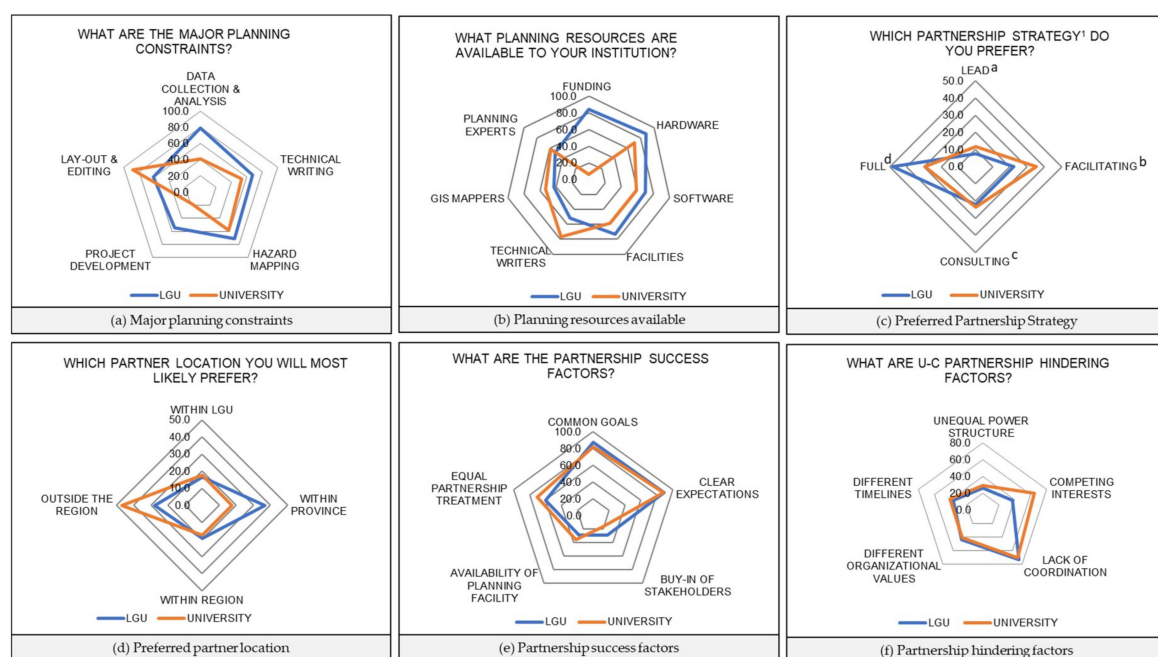 WHAT ARE THE MAJOR PLANNING
CONSTRAINTS?
DATA
COLLECTION &
ANALYSIS
100.0
80.0
60.0
40.0
20.0
0.0
LAY-OUT &
EDITING
TECHNICAL
WRITING
PROJECT
DEVELOPMENT
HAZARD
MAPPING
LGU UNIVERSITY
(a) Major planning constraints
WHAT PLANNING RESOURCES ARE
AVAILABLE TO YOUR INSTITUTION?
FUNDING
100.0
80.0
60.0
40.0
20.0
0.0
PLANNING
EXPERTS
HARDWARE
GIS MAPPERS
SOFTWARE
TECHNICAL
WRITERS
FACILITIES
LGU UNIVERSITY
(b) Planning resources available
WHICH PARTNERSHIP STRATEGY¹ DO
YOU PREFER?
LEAD a
50.0
40.0
30.0
20.0
10.0
0.0
d
FULL
FACILITATING b
CONSULTING c
LGU UNIVERSITY
(c) Preferred Partnership Strategy
WHICH PARTNER LOCATION YOU WILL MOST
LIKELY PREFER?
WITHIN LGU
50.0
40.0
30.0
20.0
10.0
0.0
OUTSIDE THE
REGION
WITHIN
PROVINCE
WITHIN REGION
LGU UNIVERSITY
(d) Preferred partner location
WHAT ARE THE PARTNERSHIP SUCCESS
FACTORS?
COMMON GOALS
100.0
80.0
60.0
40.0
20.0
0.0
EQUAL
PARTNERSHIP
TREATMENT
CLEAR
EXPECTATIONS
AVAILABILITY OF
PLANNING
FACILITY
BUY-IN OF
STAKEHOLDERS
LGU UNIVERSITY
(e) Partnership success factors
WHAT ARE U-C PARTNERSHIP HINDERING
FACTORS?
UNEQUAL POWER
STRUCTURE
80.0
60.0
40.0
20.0
0.0
DIFFERENT
TIMELINES
COMPETING
INTERESTS
DIFFERENT
ORGANIZATIONAL
VALUES
LACK OF
COORDINATION
LGU UNIVERSITY
(f) Partnership hindering factors